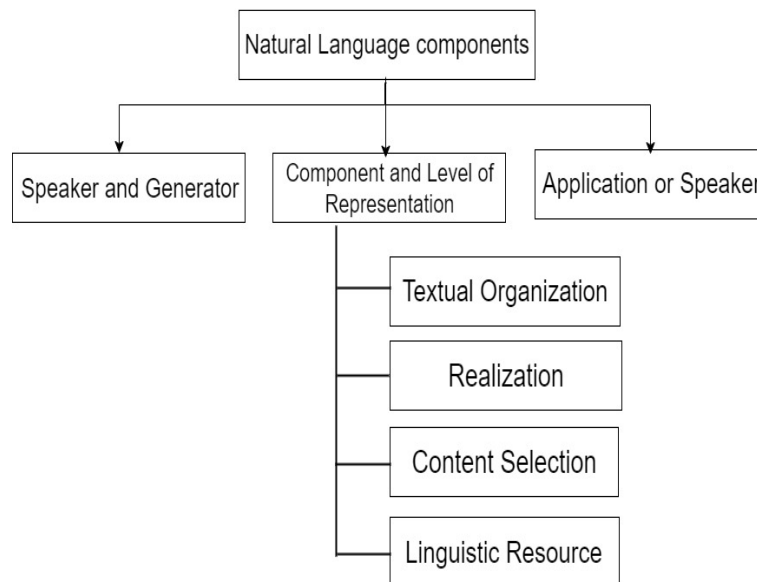 Natural Language components
Speaker and Generator
Component and Level of
Representation
Application or Speaker
Textual Organization
Realization
Content Selection
Linguistic Resource